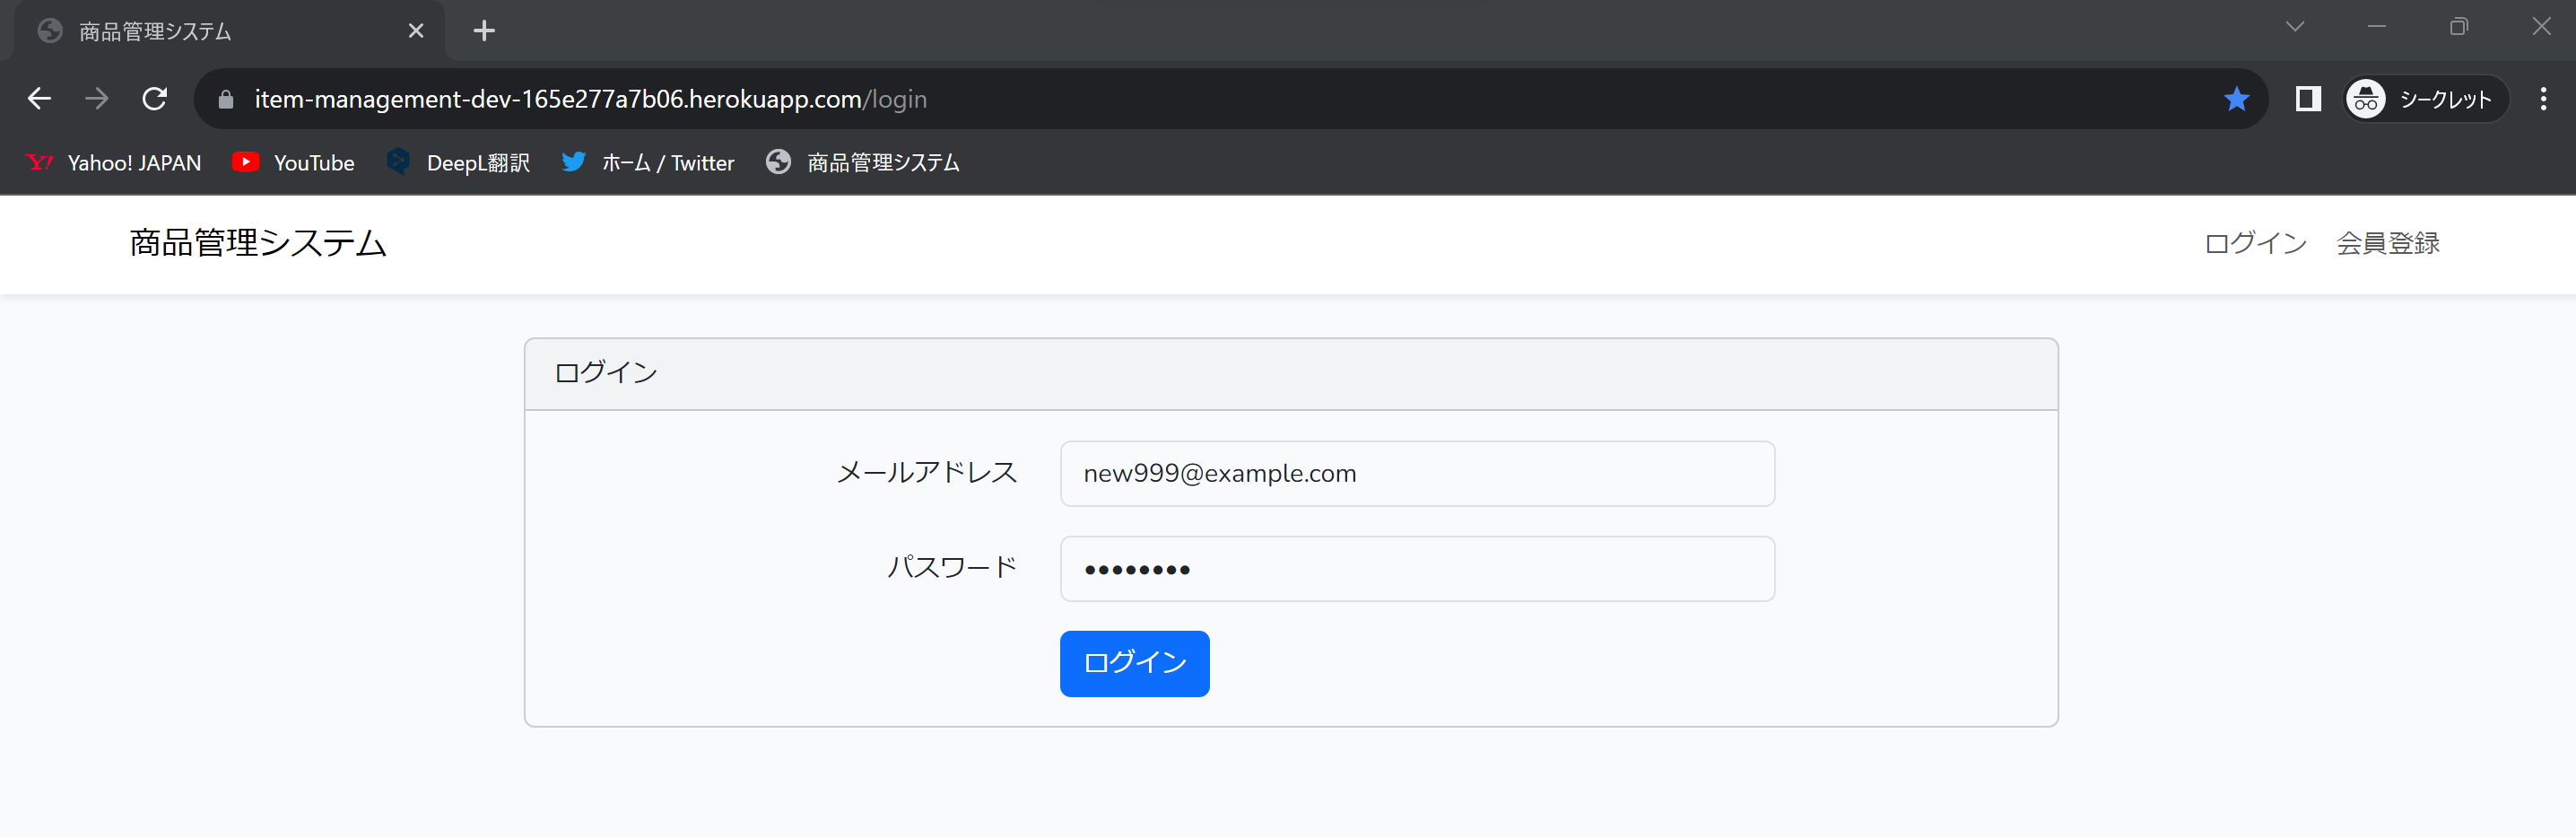 商品管理システム
item-management-dev-165e277a7b06.herokuapp.com/login
シークレット
Y! Yahoo! JAPAN YouTube DeepL翻訳 ホーム / Twitter 商品管理システム
商品管理システム ログイン 会員登録
ログイン
メールアドレス new999@example.com
パスワード ••••••••
ログイン